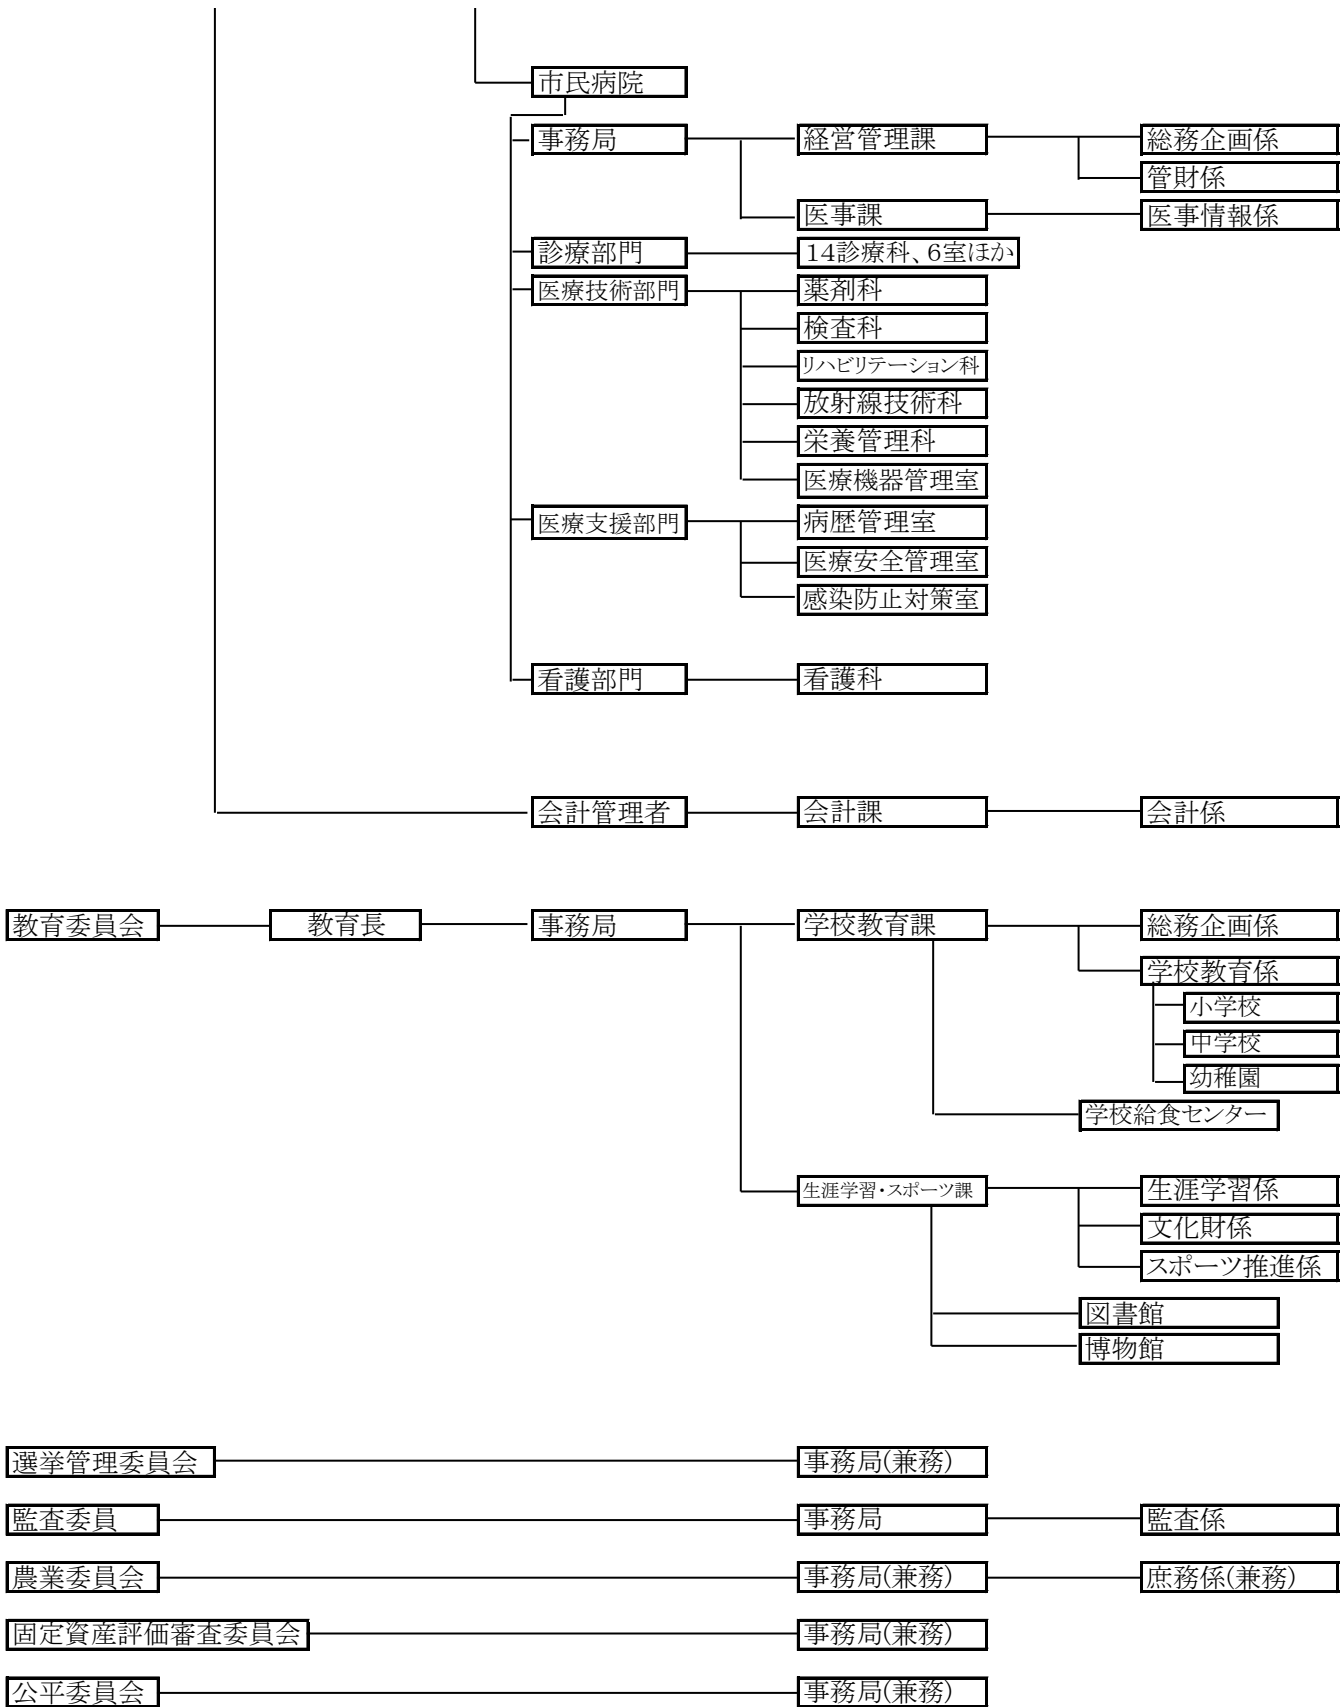 市民病院
事務局 経営管理課 総務企画係
管財係
医事課 医事情報係
診療部門 14診療科、6室ほか
医療技術部門 薬剤科
検査科
リハビリテーション科
放射線技術科
栄養管理科
医療機器管理室
医療支援部門 病歴管理室
医療安全管理室
感染防止対策室
看護部門 看護科
会計管理者 会計課 会計係
教育委員会 教育長 事務局 学校教育課 総務企画係
学校教育係
小学校
中学校
幼稚園
学校給食センター
生涯学習・スポーツ課 生涯学習係
文化財係
スポーツ推進係
図書館
博物館
選挙管理委員会 事務局(兼務)
監査委員 事務局 監査係
農業委員会 事務局(兼務) 庶務係(兼務)
固定資産評価審査委員会 事務局(兼務)
公平委員会 事務局(兼務)